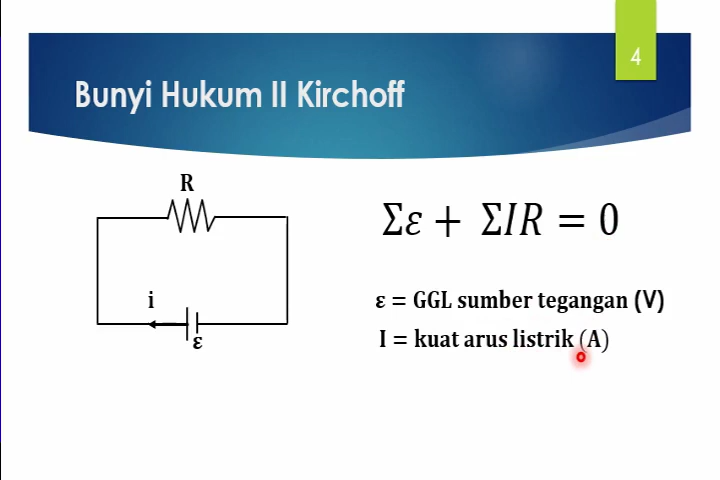 4
Bunyi Hukum II Kirchoff
R
Σε + ΣIR = 0
i
ε
ε = GGL sumber tegangan (V)
I = kuat arus listrik (A)